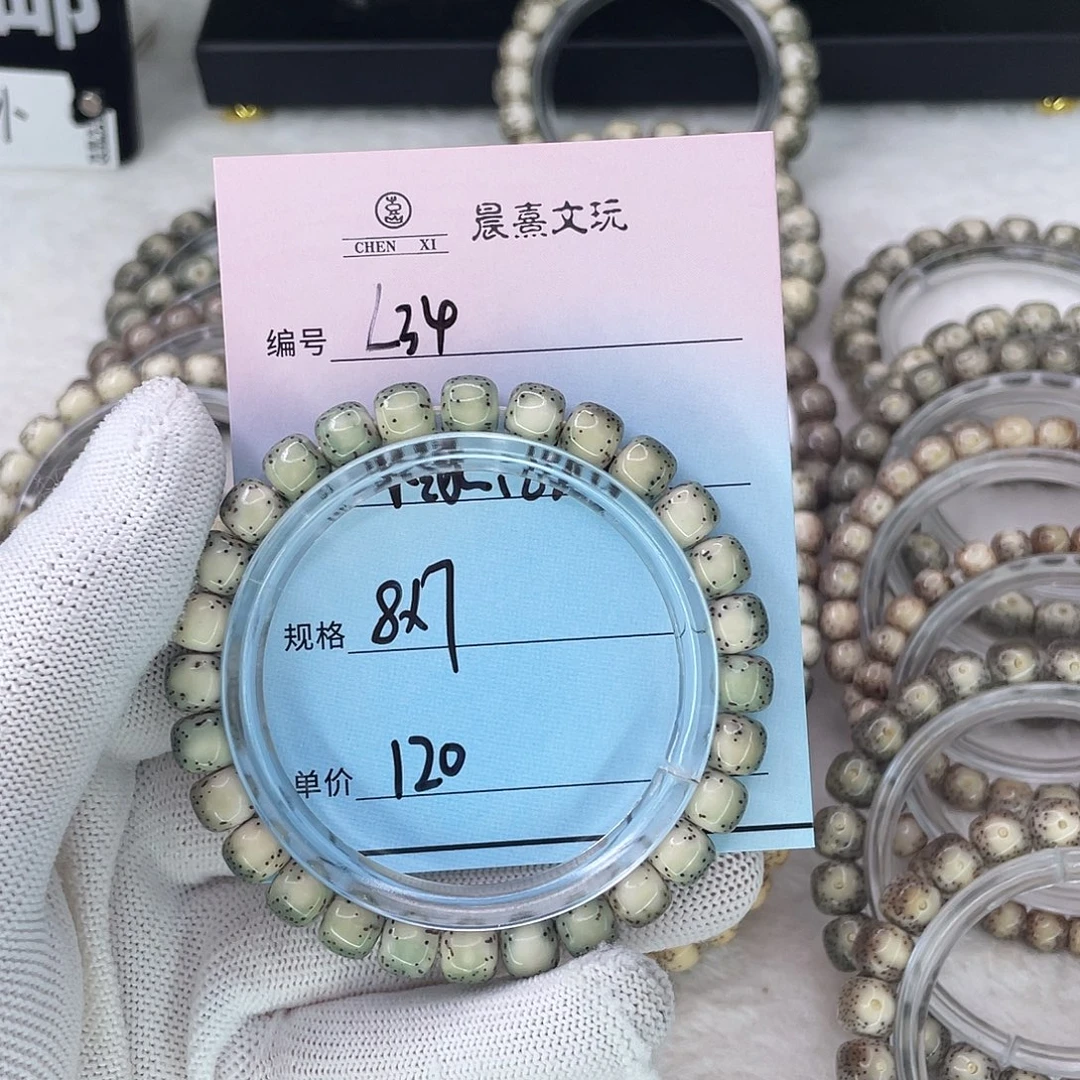 晨熹文玩
CHEN XI
编号 L34
规格 8x7
单价 120